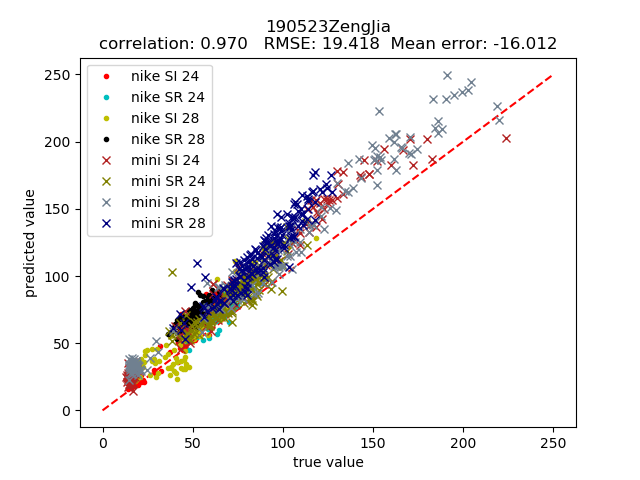 190523ZengJia
correlation: 0.970   RMSE: 19.418  Mean error: -16.012
250
200
150
100
50
0
predicted value
nike SI 24
nike SR 24
nike SI 28
nike SR 28
mini SI 24
mini SR 24
mini SI 28
mini SR 28
0 50 100 150 200 250
true value